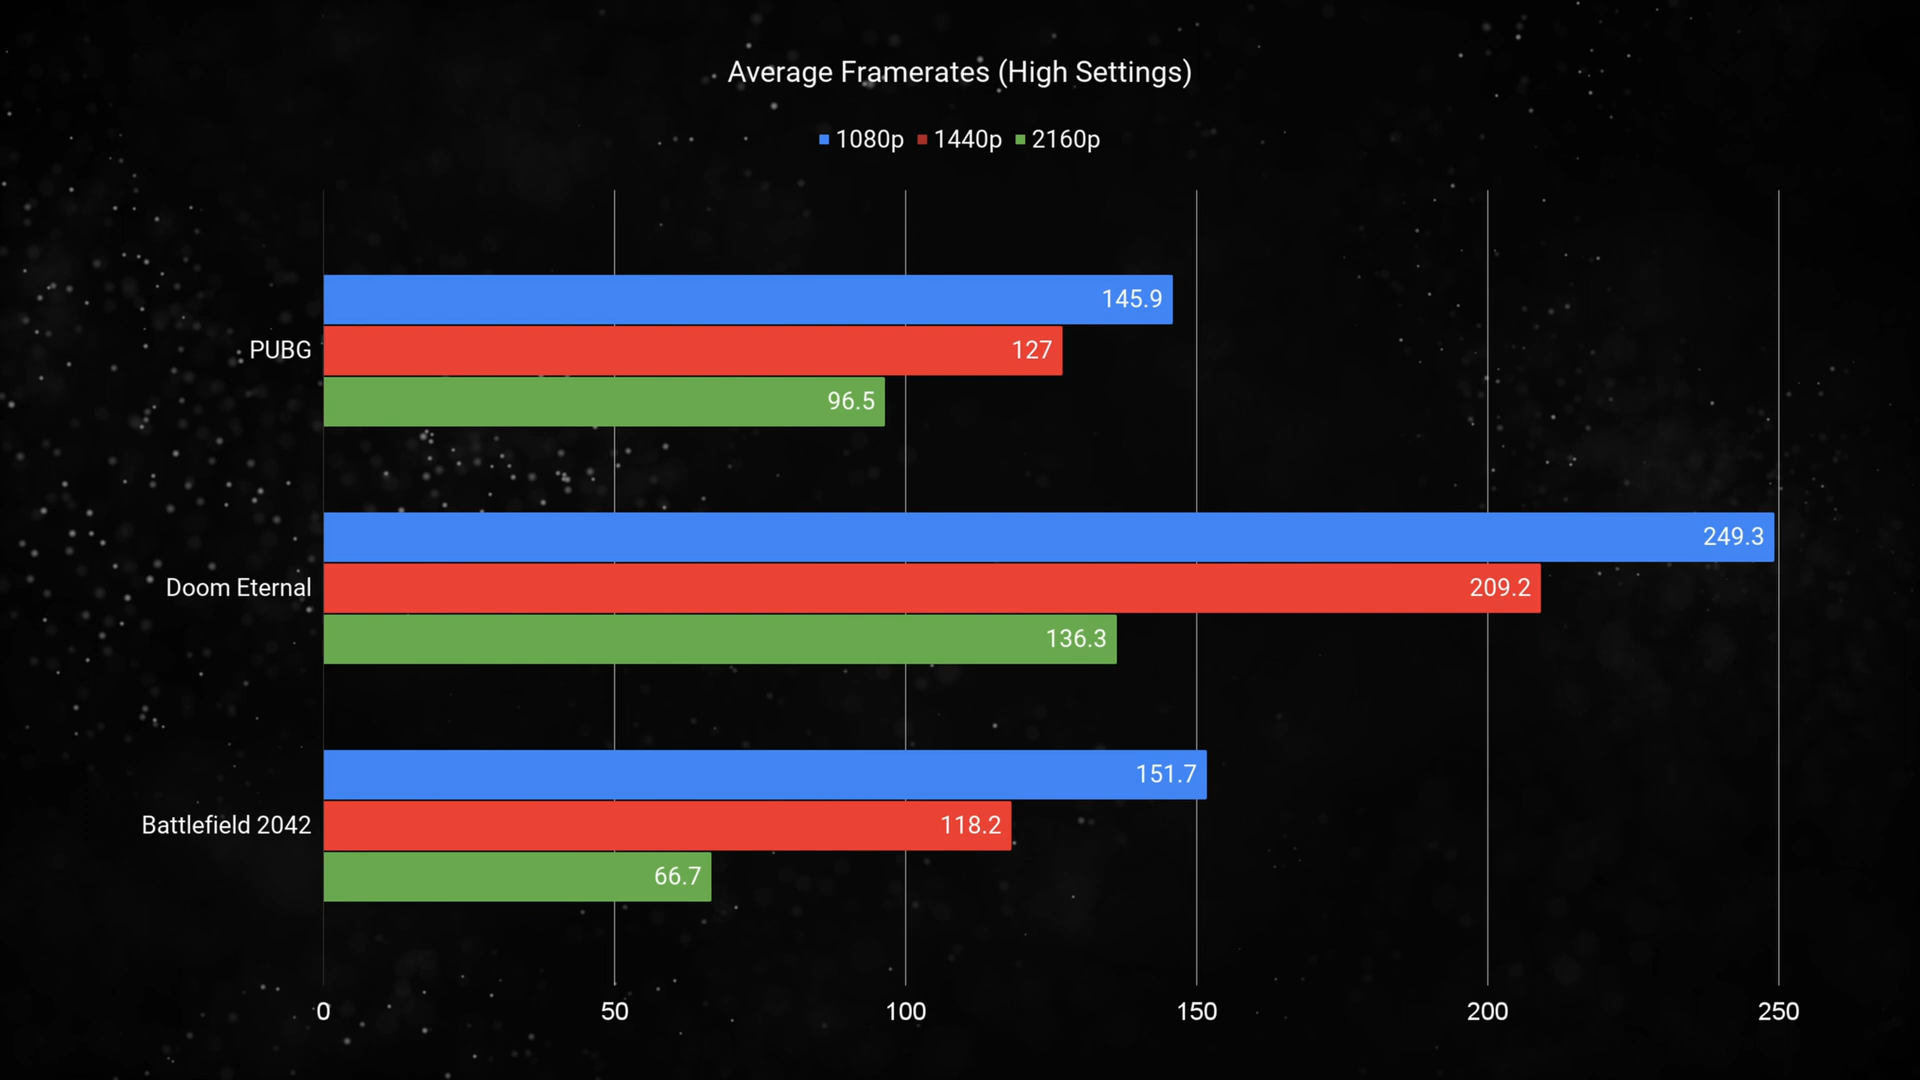 Average Framerates (High Settings)
1080p 1440p 2160p
145.9
PUBG 127
96.5
249.3
Doom Eternal 209.2
136.3
151.7
Battlefield 2042 118.2
66.7
0 50 100 150 200 250